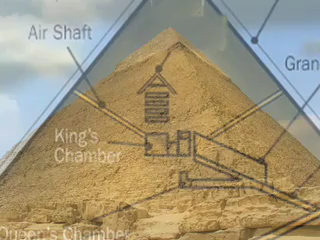 Air Shaft
Gran
King's
Chamber
Queen's Chamber